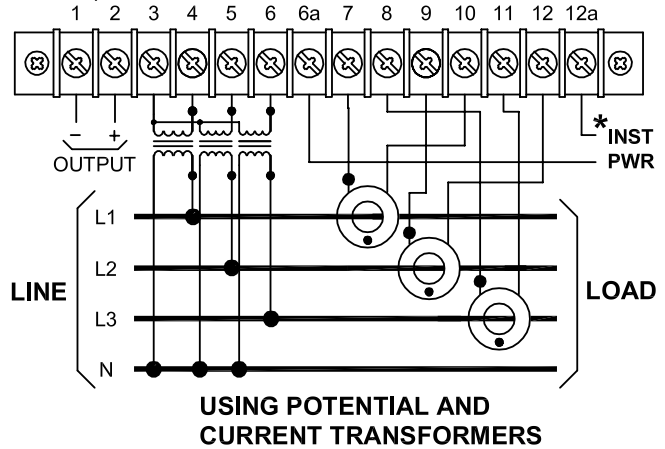 1 2 3 4 5 6 6a 7 8 9 10 11 12 12a
− +
OUTPUT
* INST
PWR
L1
L2
LINE
LOAD
L3
N
USING POTENTIAL AND
CURRENT TRANSFORMERS